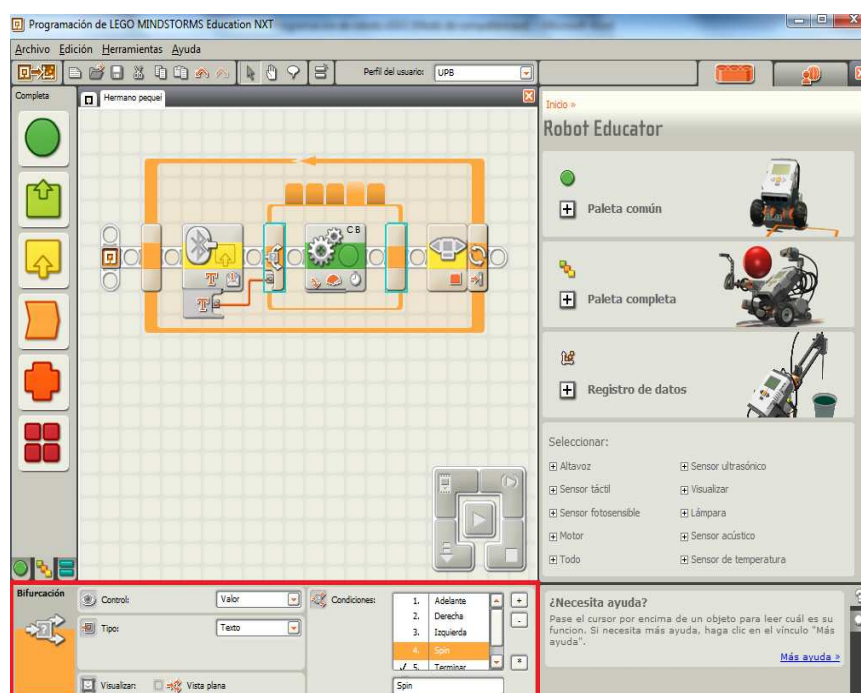 Programación de LEGO MINDSTORMS Education NXT
Archivo Edición Herramientas Ayuda
Perfil del usuario: UPB
Completa
Hermano pequeí
C B
T
T
Inicio »
Robot Educator
Paleta común
Paleta completa
Registro de datos
Seleccionar:
Altavoz
Sensor ultrasónico
Sensor táctil
Visualizar
Sensor fotosensible
Lámpara
Motor
Sensor acústico
Todo
Sensor de temperatura
Bifurcación
Control:
Valor
Tipo:
Texto
Visualizar:
Vista plana
Condiciones:
1. Adelante
2. Derecha
3. Izquierda
4. Spin
5. Terminar
+
-
*
Spin
¿Necesita ayuda?
Pase el cursor por encima de un objeto para leer cuál es su
funcion. Si necesita más ayuda, haga clic en el vínculo "Más
ayuda".
Más ayuda »